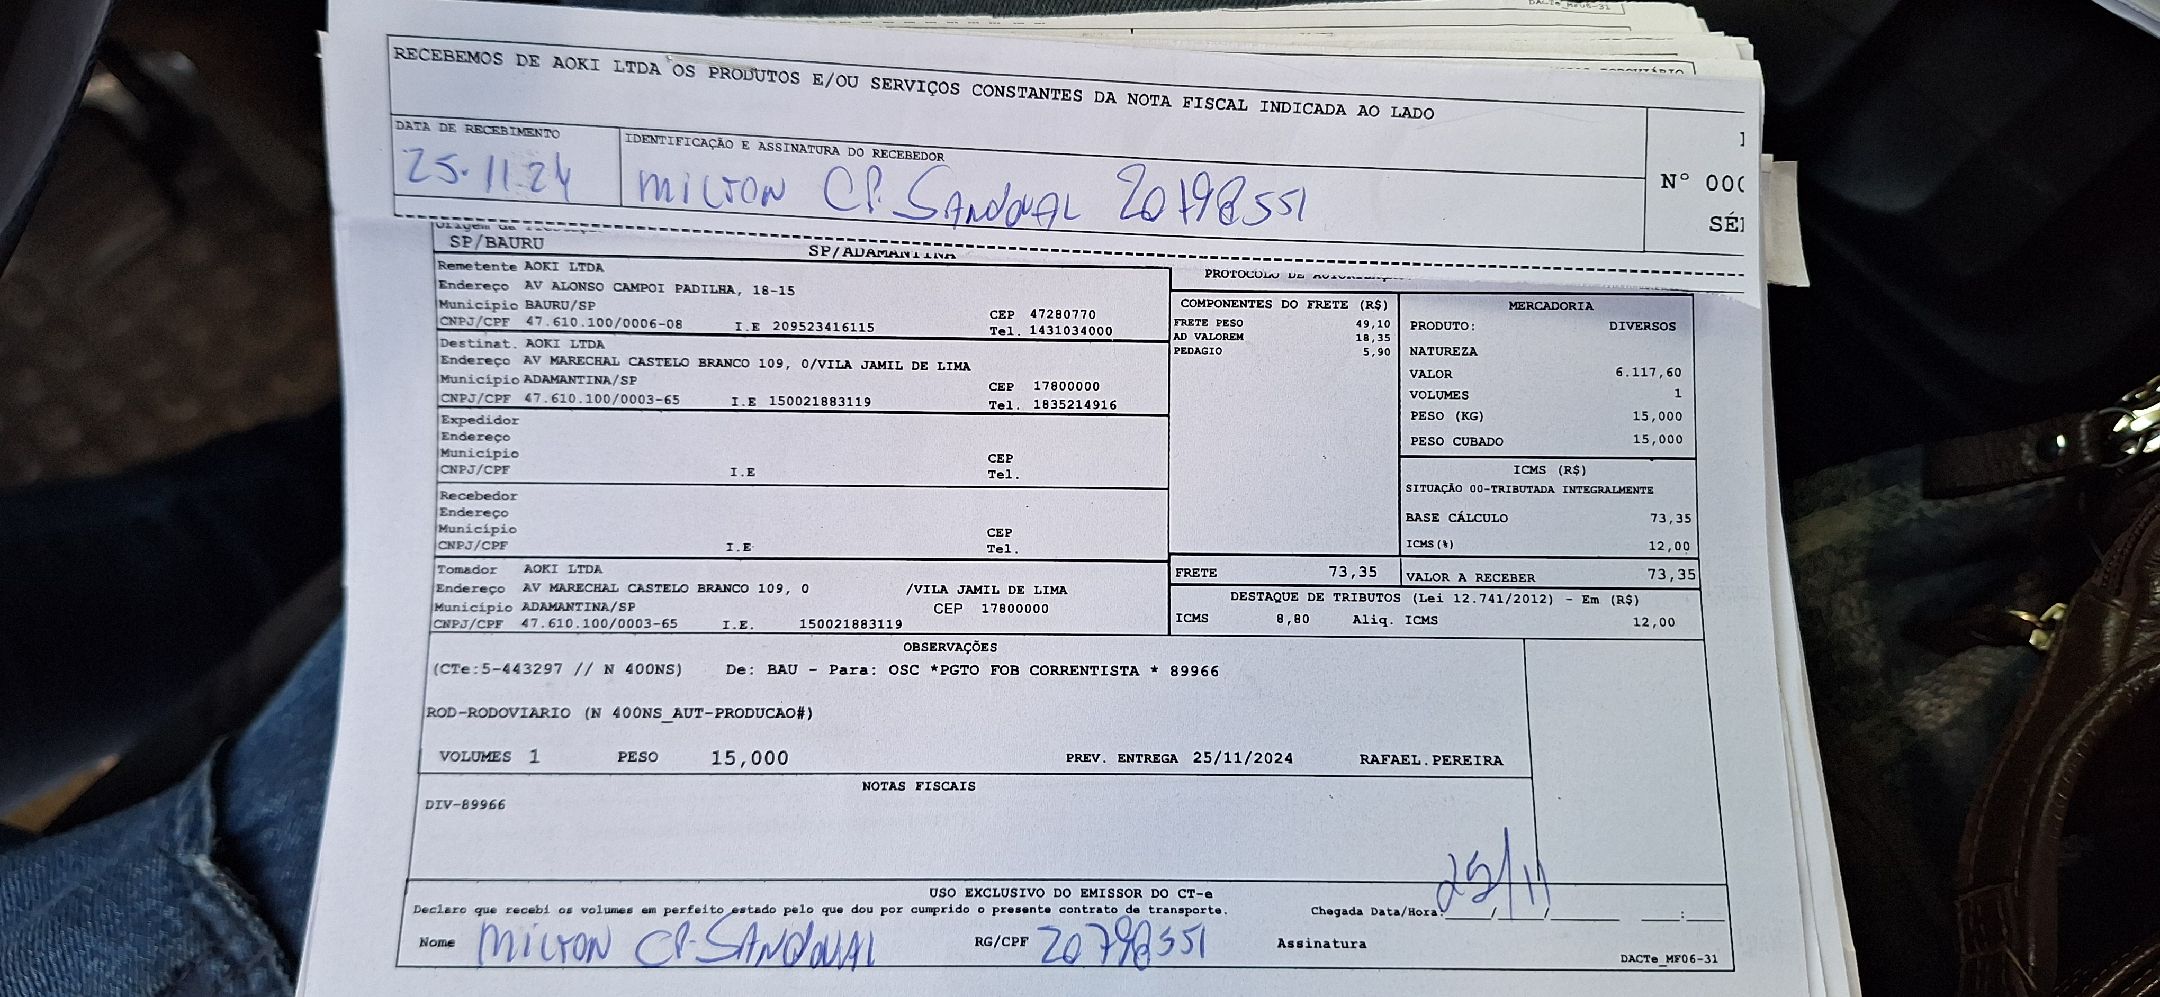 RECEBEMOS DE AOKI LTDA OS PRODUTOS E/OU SERVIÇOS CONSTANTES DA NOTA FISCAL INDICADA AO LADO
DATA DE RECEBIMENTO
25.11.24
IDENTIFICAÇÃO E ASSINATURA DO RECEBEDOR
MILTON CP. SANDOVAL 20798551
Nº 000
SÉ
SP/BAURU SP/ADAMANTINA
Remetente AOKI LTDA
Endereço AV ALONSO CAMPOI PADILHA, 18-15
Município BAURU/SP CEP 47280770
CNPJ/CPF 47.610.100/0006-08 I.E 209523416115 Tel. 1431034000
Destinat. AOKI LTDA
Endereço AV MARECHAL CASTELO BRANCO 109, 0/VILA JAMIL DE LIMA
Município ADAMANTINA/SP CEP 17800000
CNPJ/CPF 47.610.100/0003-65 I.E 150021883119 Tel. 1835214916
Expedidor
Endereço
Município CEP
CNPJ/CPF I.E Tel.
Recebedor
Endereço
Município CEP
CNPJ/CPF I.E Tel.
Tomador AOKI LTDA
Endereço AV MARECHAL CASTELO BRANCO 109, 0 /VILA JAMIL DE LIMA
Município ADAMANTINA/SP CEP 17800000
CNPJ/CPF 47.610.100/0003-65 I.E. 150021883119
PROTOCOLO DE
COMPONENTES DO FRETE (R$)
FRETE PESO 49,10
AD VALOREM 18,35
PEDAGIO 5,90
MERCADORIA
PRODUTO: DIVERSOS
NATUREZA
VALOR 6.117,60
VOLUMES 1
PESO (KG) 15,000
PESO CUBADO 15,000
ICMS (R$)
SITUAÇÃO 00-TRIBUTADA INTEGRALMENTE
BASE CÁLCULO 73,35
ICMS(%) 12,00
FRETE 73,35
VALOR A RECEBER 73,35
DESTAQUE DE TRIBUTOS (Lei 12.741/2012) - Em (R$)
ICMS 8,80 Aliq. ICMS 12,00
OBSERVAÇÕES
(CTe:5-443297 // N 400NS) De: BAU - Para: OSC *PGTO FOB CORRENTISTA * 89966
ROD-RODOVIARIO (N 400NS_AUT-PRODUCAO#)
VOLUMES 1 PESO 15,000 PREV. ENTREGA 25/11/2024 RAFAEL.PEREIRA
NOTAS FISCAIS
DIV-89966
USO EXCLUSIVO DO EMISSOR DO CT-e
Declaro que recebi os volumes em perfeito estado pelo que dou por cumprido o presente contrato de transporte.
Chegada Data/Hora: 25/11
Nome MILTON CP. SANDOVAL RG/CPF 20798551 Assinatura
DACTe_MF06-31